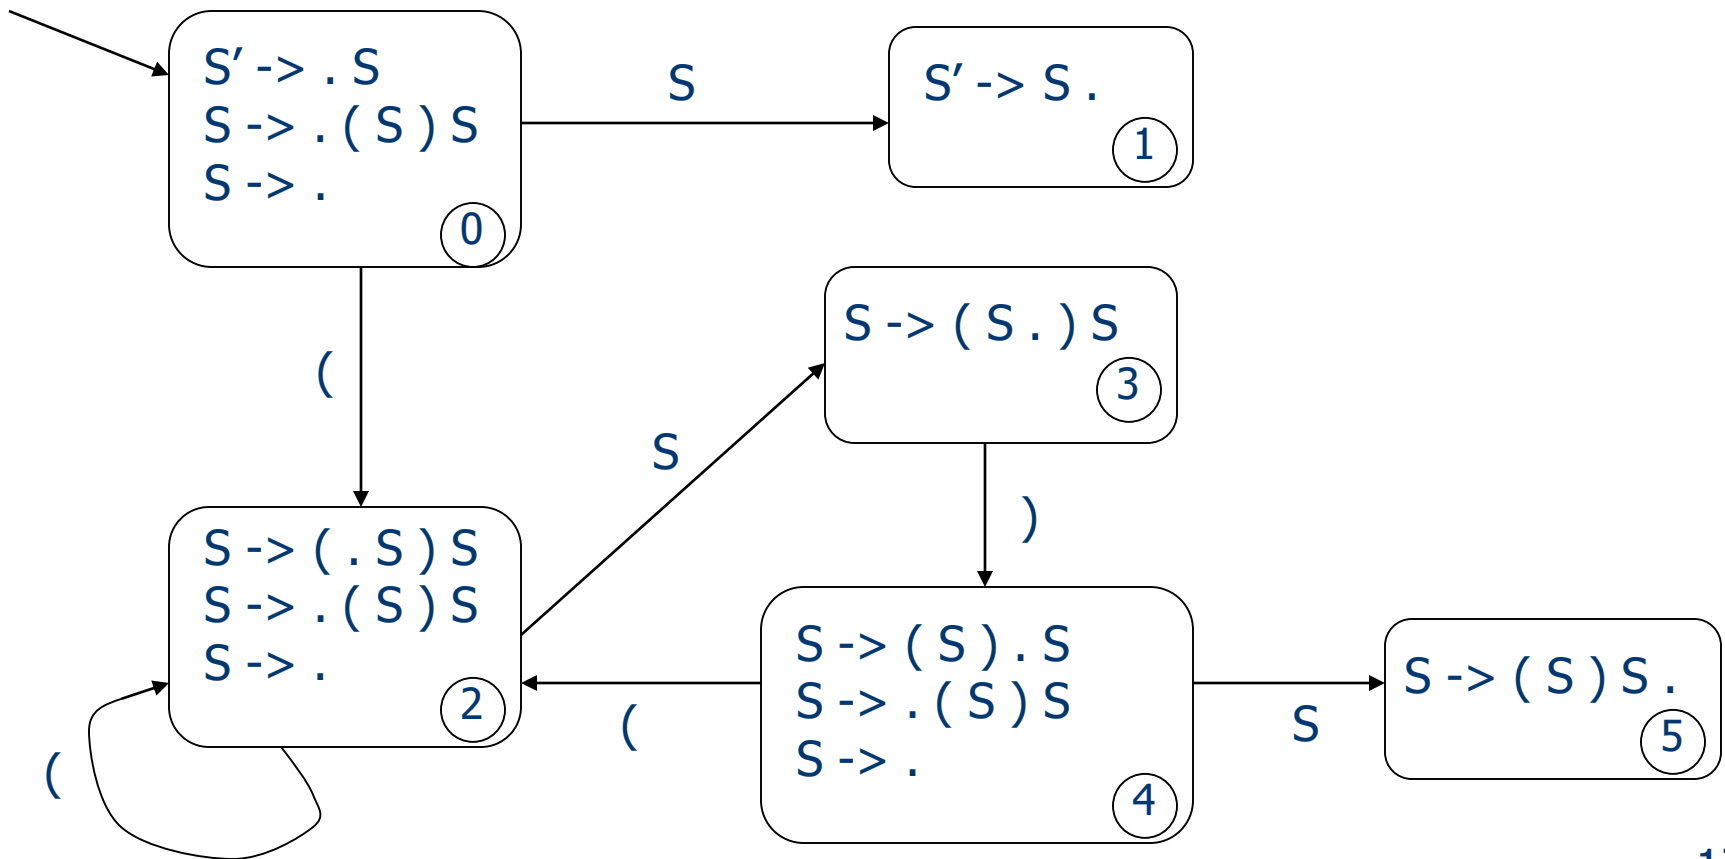 S' -> . S
S -> . ( S ) S
S -> .
0
S
S' -> S .
1
(
S -> ( S . ) S
3
S
)
S -> ( . S ) S
S -> . ( S ) S
S -> .
2
(
(
S -> ( S ) . S
S -> . ( S ) S
S -> .
4
S
S -> ( S ) S .
5